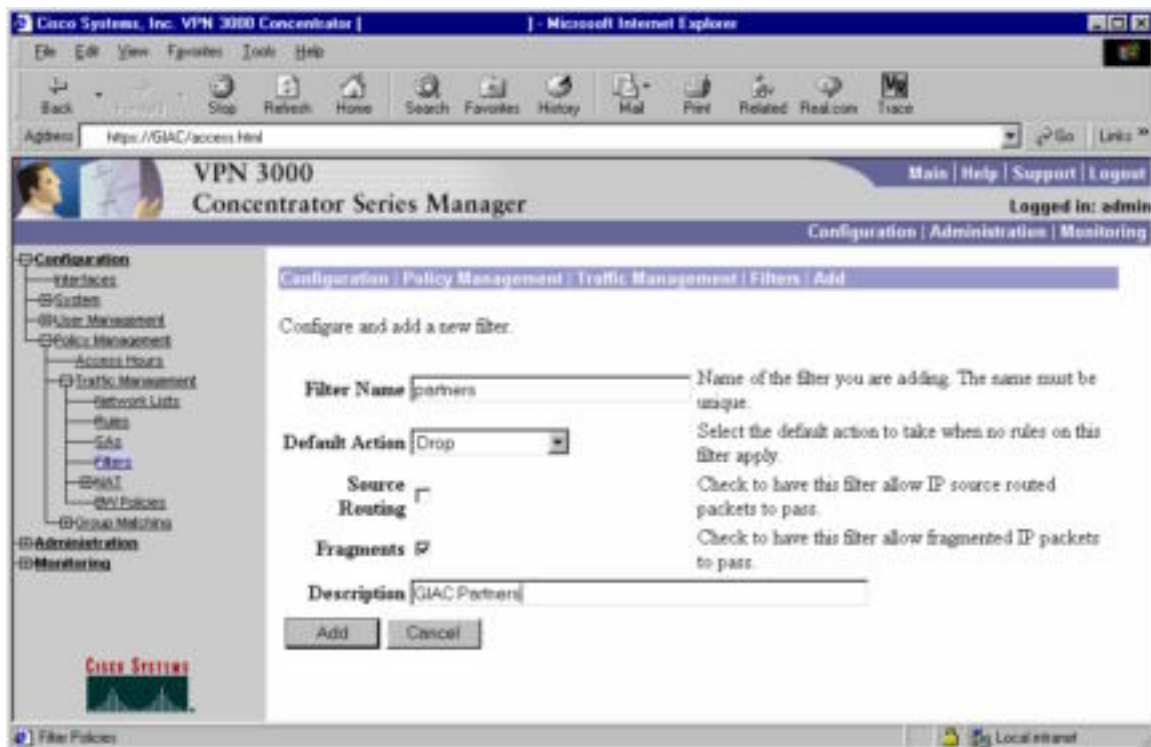 Cisco Systems, Inc. VPN 3000 Concentrator [ ] - Microsoft Internet Explorer
File Edit View Favorites Tools Help
Back Forward Stop Refresh Home Search Favorites History Mail Print Related Real.com Trace
Address https://GIAC/access.html Go Links »
VPN 3000
Concentrator Series Manager
Main | Help | Support | Logout
Logged in: admin
Configuration | Administration | Monitoring
Configuration
Interfaces
System
User Management
Policy Management
Access Hours
Traffic Management
Network Lists
Rules
SAs
Filters
NAT
BW Policies
Group Matching
Administration
Monitoring
CISCO SYSTEMS
Configuration | Policy Management | Traffic Management | Filters | Add
Configure and add a new filter.
Filter Name partners Name of the filter you are adding. The name must be
unique.
Default Action Drop Select the default action to take when no rules on this
filter apply.
Source Routing Check to have this filter allow IP source routed
packets to pass.
Fragments Check to have this filter allow fragmented IP packets
to pass.
Description GIAC Partners
Add Cancel
Filter Policies Local intranet